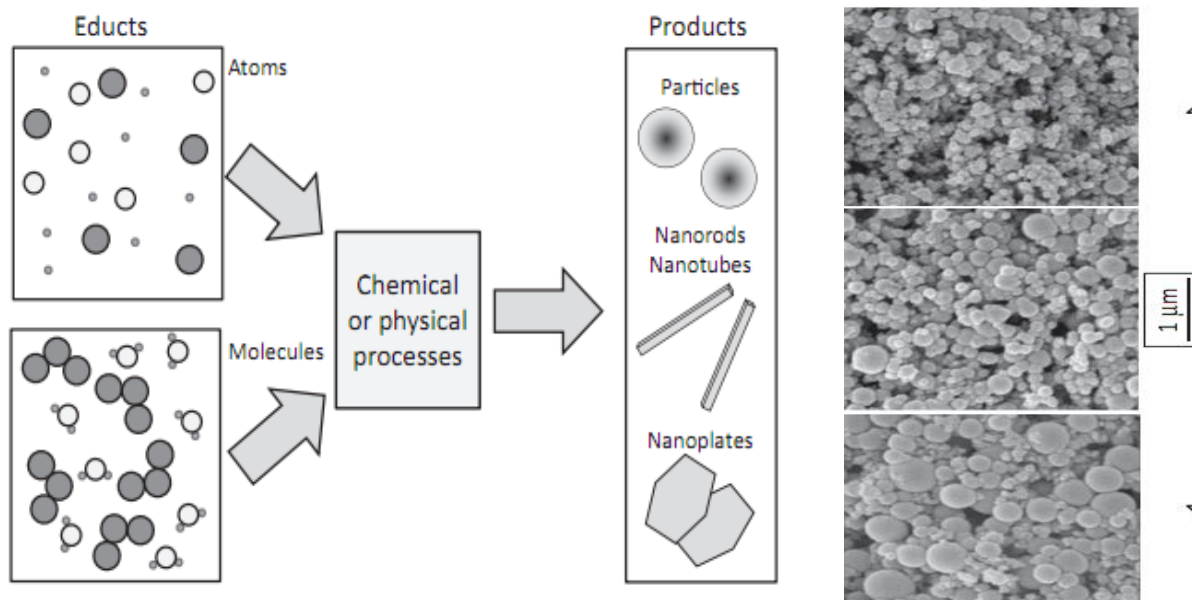 Educts
Atoms
Molecules
Chemical
or physical
processes
Products
Particles
Nanorods
Nanotubes
Nanoplates
1 µm